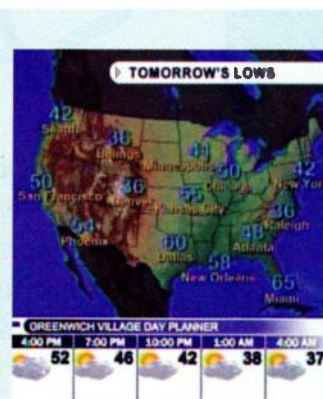 TOMORROW'S LOWS
42
Seattle
36
Billings
41
Minneapolis
50
Chicago
42
New York
50
San Francisco
36
Denver
55
Kansas City
36
Raleigh
54
Phoenix
60
Dallas
48
Atlanta
58
New Orleans
65
Miami
GREENWICH VILLAGE DAY PLANNER
4:00 PM 7:00 PM 10:00 PM 1:00 AM 4:00 AM
52 46 42 38 37